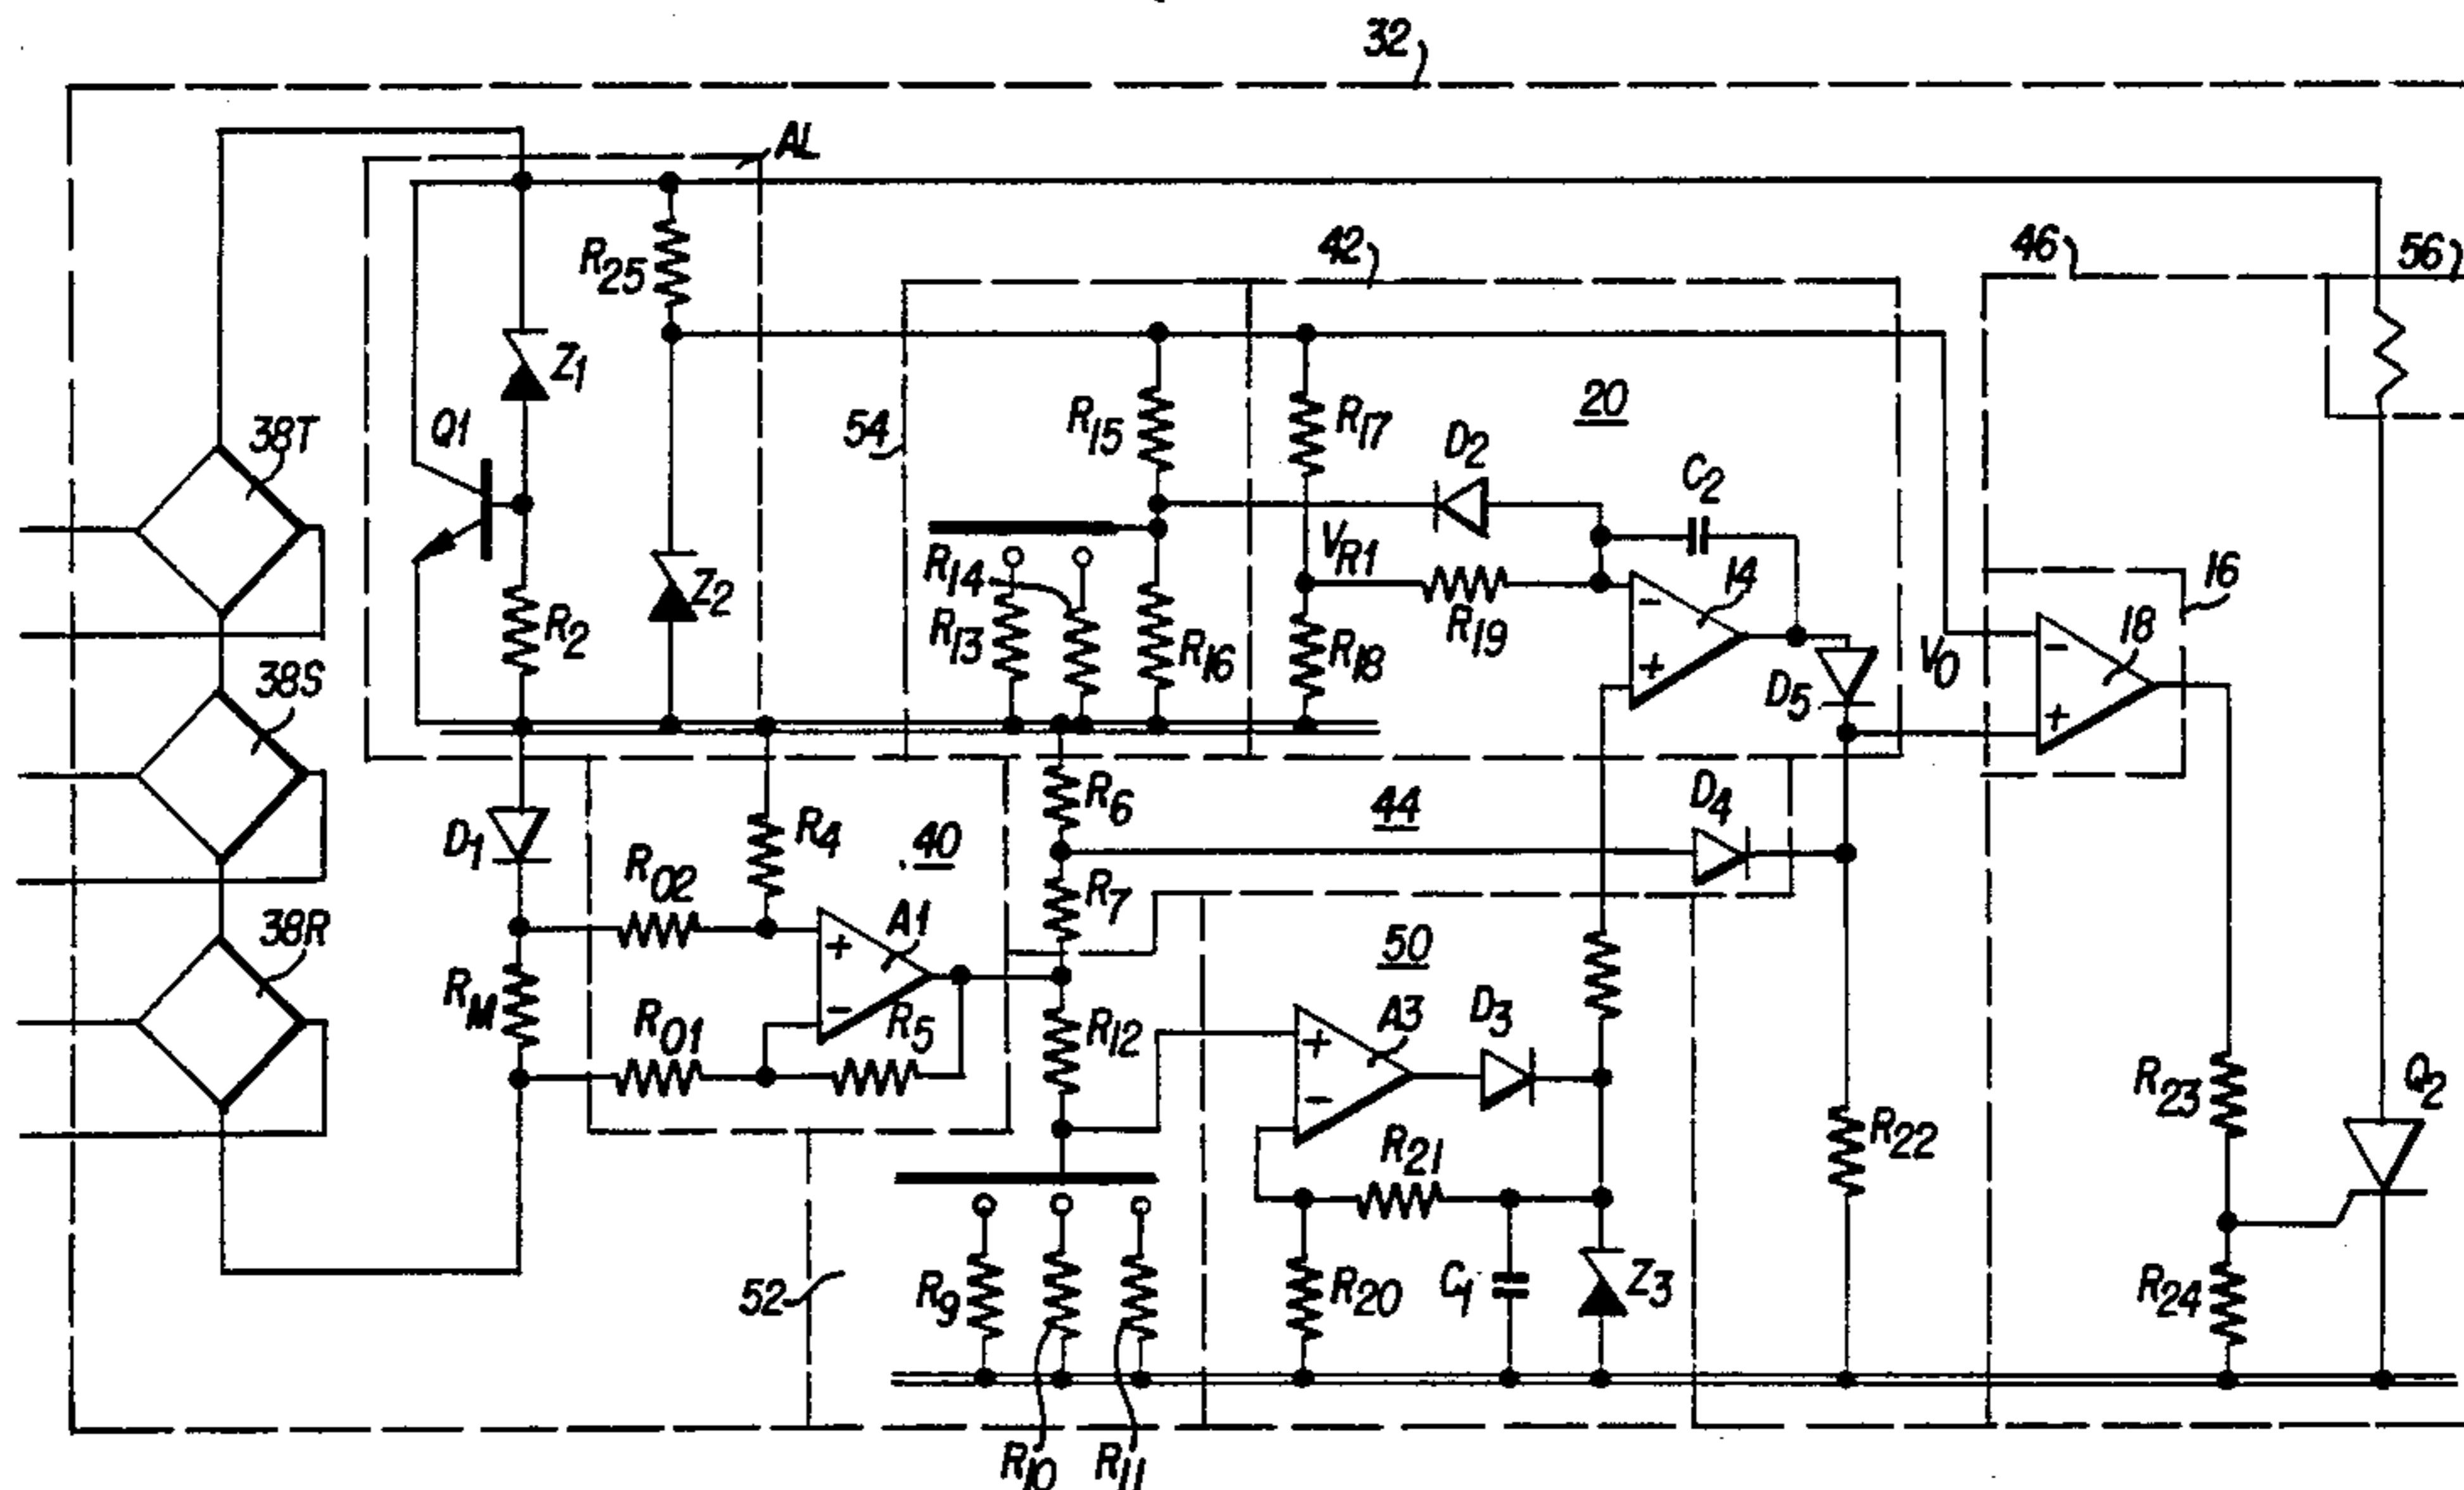 32
AL
R25
42
46
56
Z1
Q1
54
R15
R17
20
D2
C2
38T
R14
VR1
14
16
Z2
R2
R13
R16
R18
R19
D5
VO
18
38S
D1
R02
R4
40
R6
44
D4
A1
R7
38R
50
RM
R01
R5
R12
A3
D3
R23
Q2
R21
R22
52
R9
R20
C1
Z3
R24
R10
R11
+
-
+
-
+
-
-
+